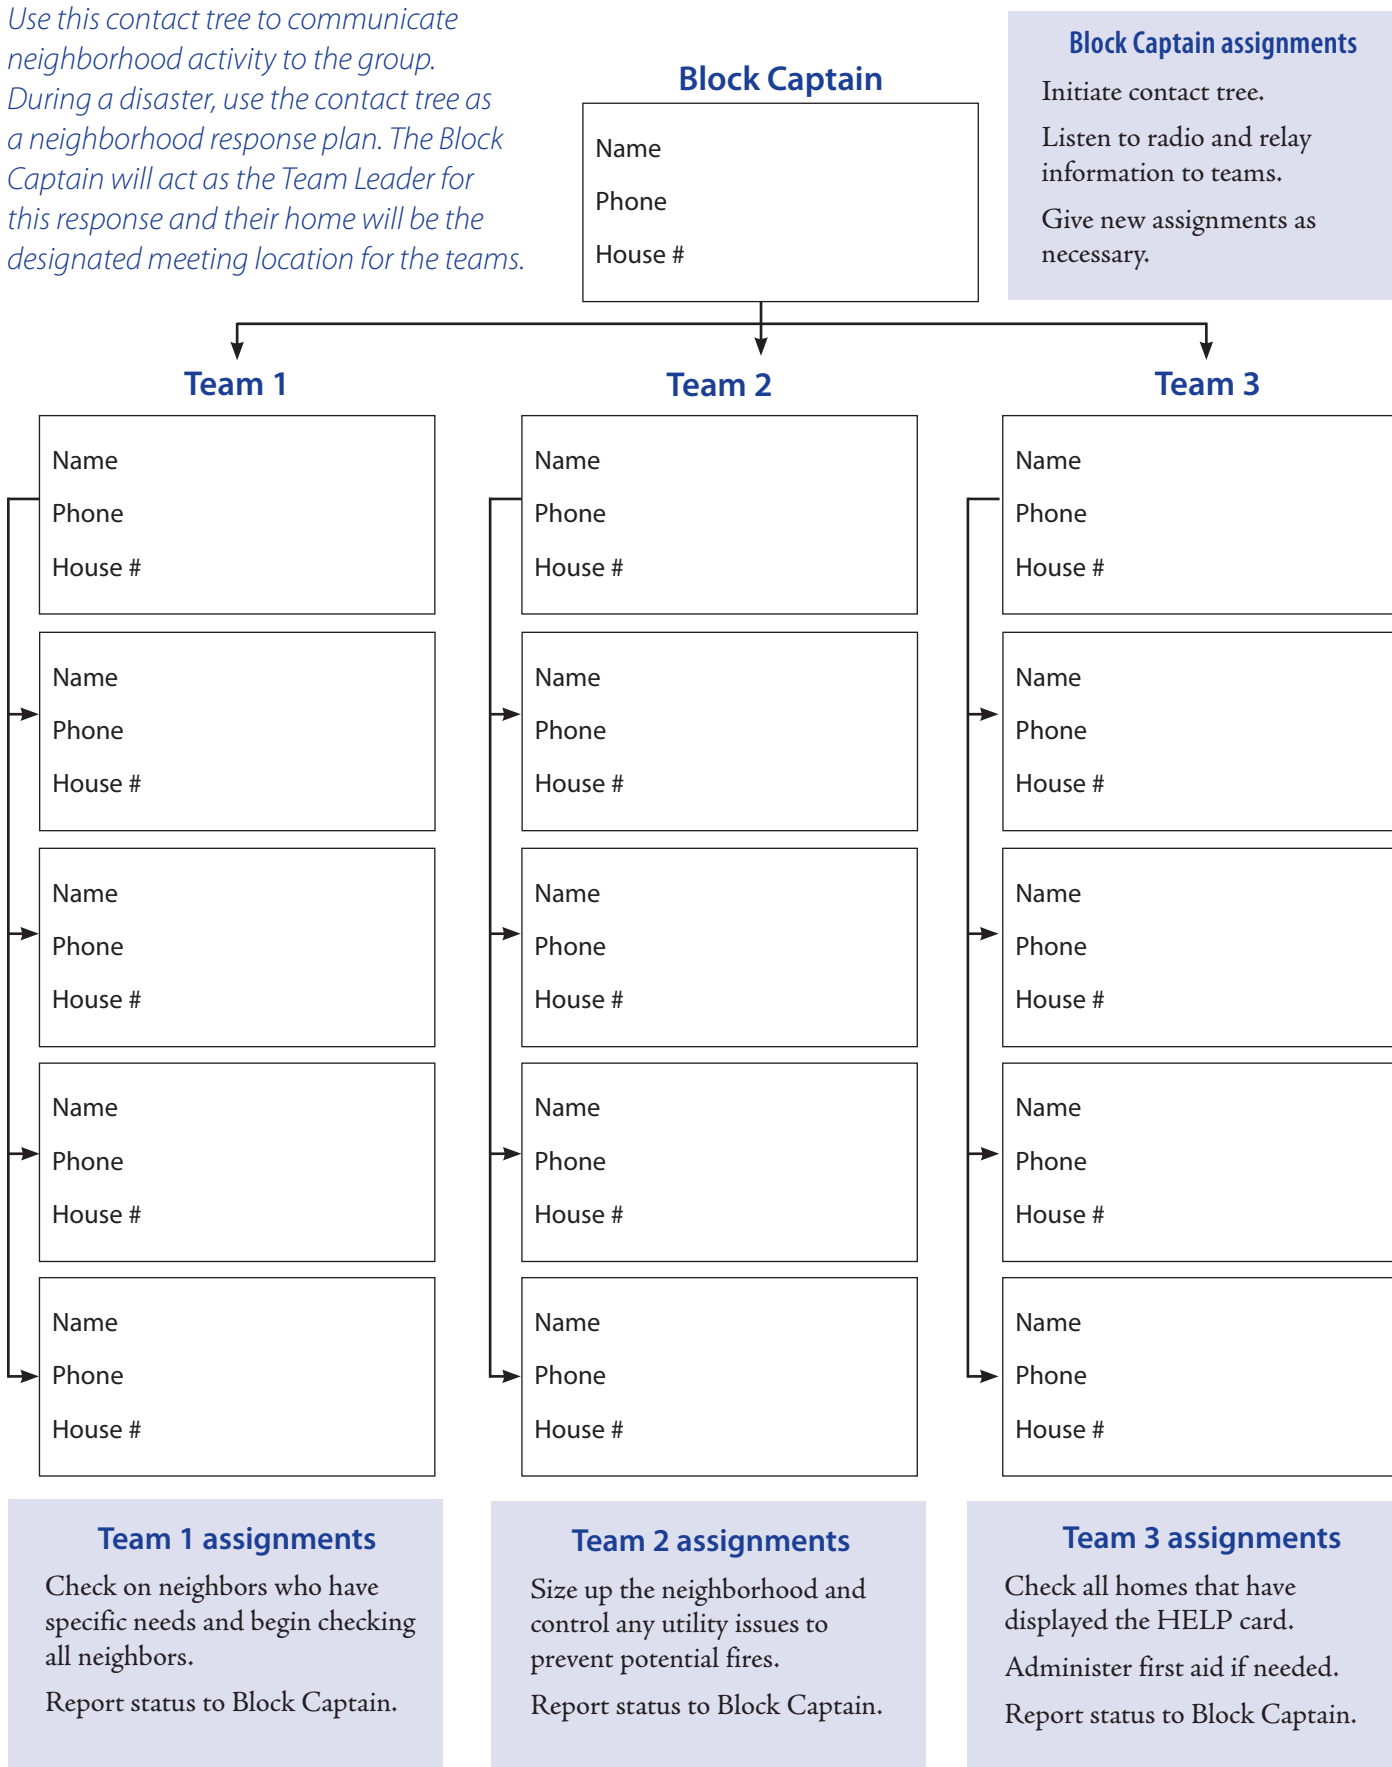 Use this contact tree to communicate
neighborhood activity to the group.
During a disaster, use the contact tree as
a neighborhood response plan. The Block
Captain will act as the Team Leader for
this response and their home will be the
designated meeting location for the teams.
Block Captain
Name
Phone
House #
Block Captain assignments
Initiate contact tree.
Listen to radio and relay
information to teams.
Give new assignments as
necessary.
Team 1
Name
Phone
House #
Name
Phone
House #
Name
Phone
House #
Name
Phone
House #
Name
Phone
House #
Team 1 assignments
Check on neighbors who have
specific needs and begin checking
all neighbors.
Report status to Block Captain.
Team 2
Name
Phone
House #
Name
Phone
House #
Name
Phone
House #
Name
Phone
House #
Name
Phone
House #
Team 2 assignments
Size up the neighborhood and
control any utility issues to
prevent potential fires.
Report status to Block Captain.
Team 3
Name
Phone
House #
Name
Phone
House #
Name
Phone
House #
Name
Phone
House #
Name
Phone
House #
Team 3 assignments
Check all homes that have
displayed the HELP card.
Administer first aid if needed.
Report status to Block Captain.